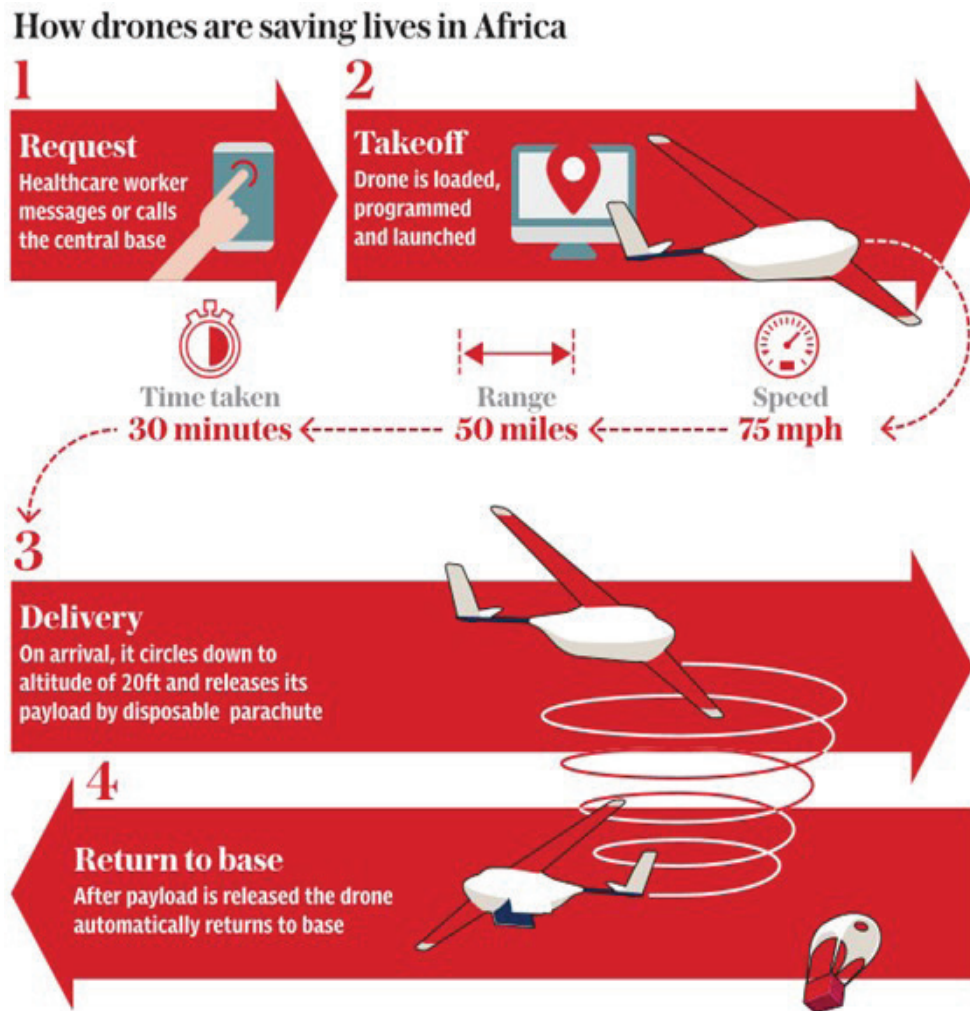 How drones are saving lives in Africa
1
Request
Healthcare worker
messages or calls
the central base
2
Takeoff
Drone is loaded,
programmed
and launched
Time taken
30 minutes
Range
50 miles
Speed
75 mph
3
Delivery
On arrival, it circles down to
altitude of 20ft and releases its
payload by disposable parachute
4
Return to base
After payload is released the drone
automatically returns to base